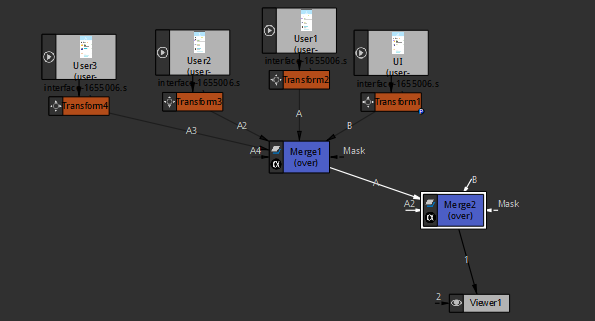 User1
(user-
interface-1655006.s
User3
(user-
interface-1655006.s
User2
(user-
interface-1655006.s
UI
(user-
interface-1655006.s
Transform4
Transform3
Transform2
Transform1
P
A3
A2
A
B
A4
Merge1
(over)
Mask
A
B
A2
Merge2
(over)
Mask
1
2
Viewer1